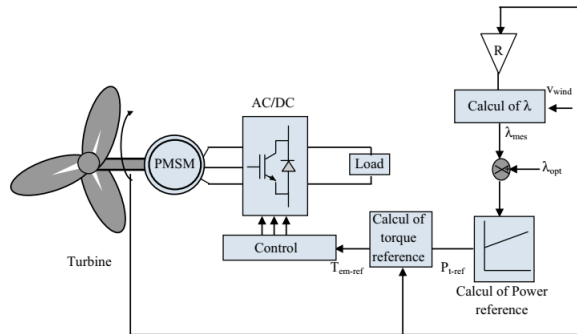 R
AC/DC
v_wind
Calcul of λ
λ_mes
PMSM
Load
λ_opt
Calcul of
torque
reference
Control
T_em-ref
P_t-ref
Turbine
Calcul of Power
reference